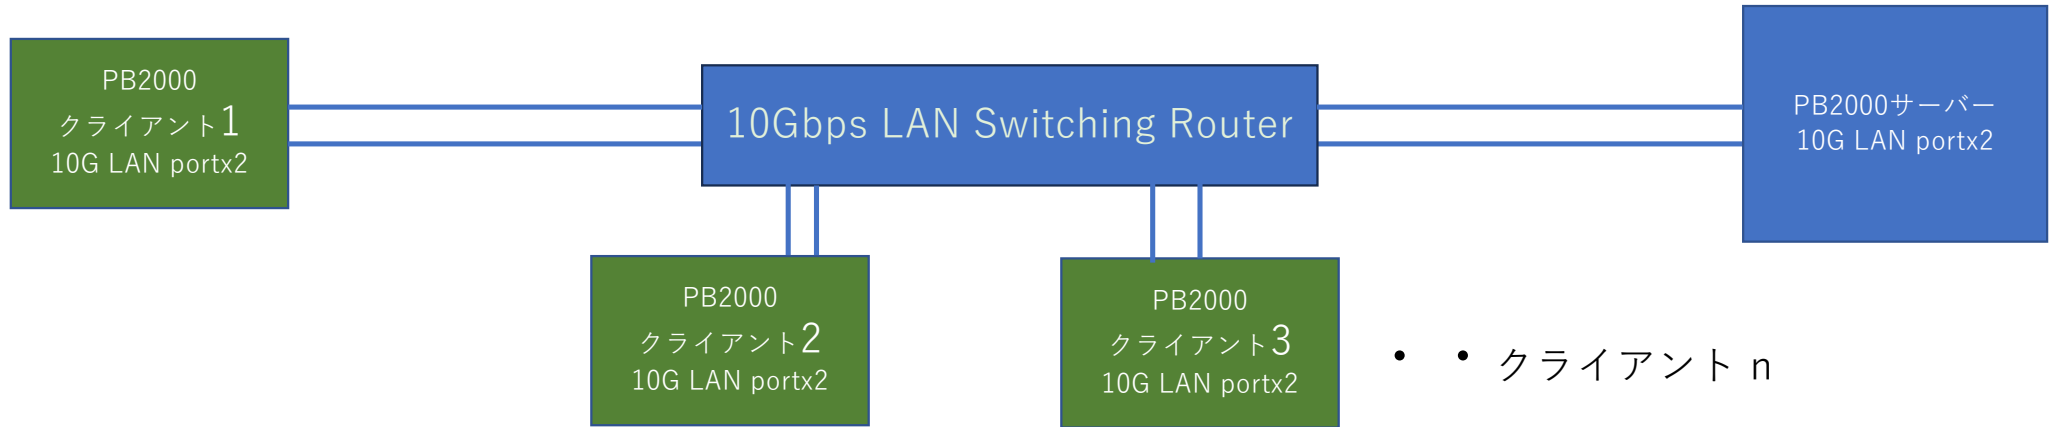 PB2000
クライアント1
10G LAN portx2
10Gbps LAN Switching Router
PB2000サーバー
10G LAN portx2
PB2000
クライアント2
10G LAN portx2
PB2000
クライアント3
10G LAN portx2
・・クライアント n